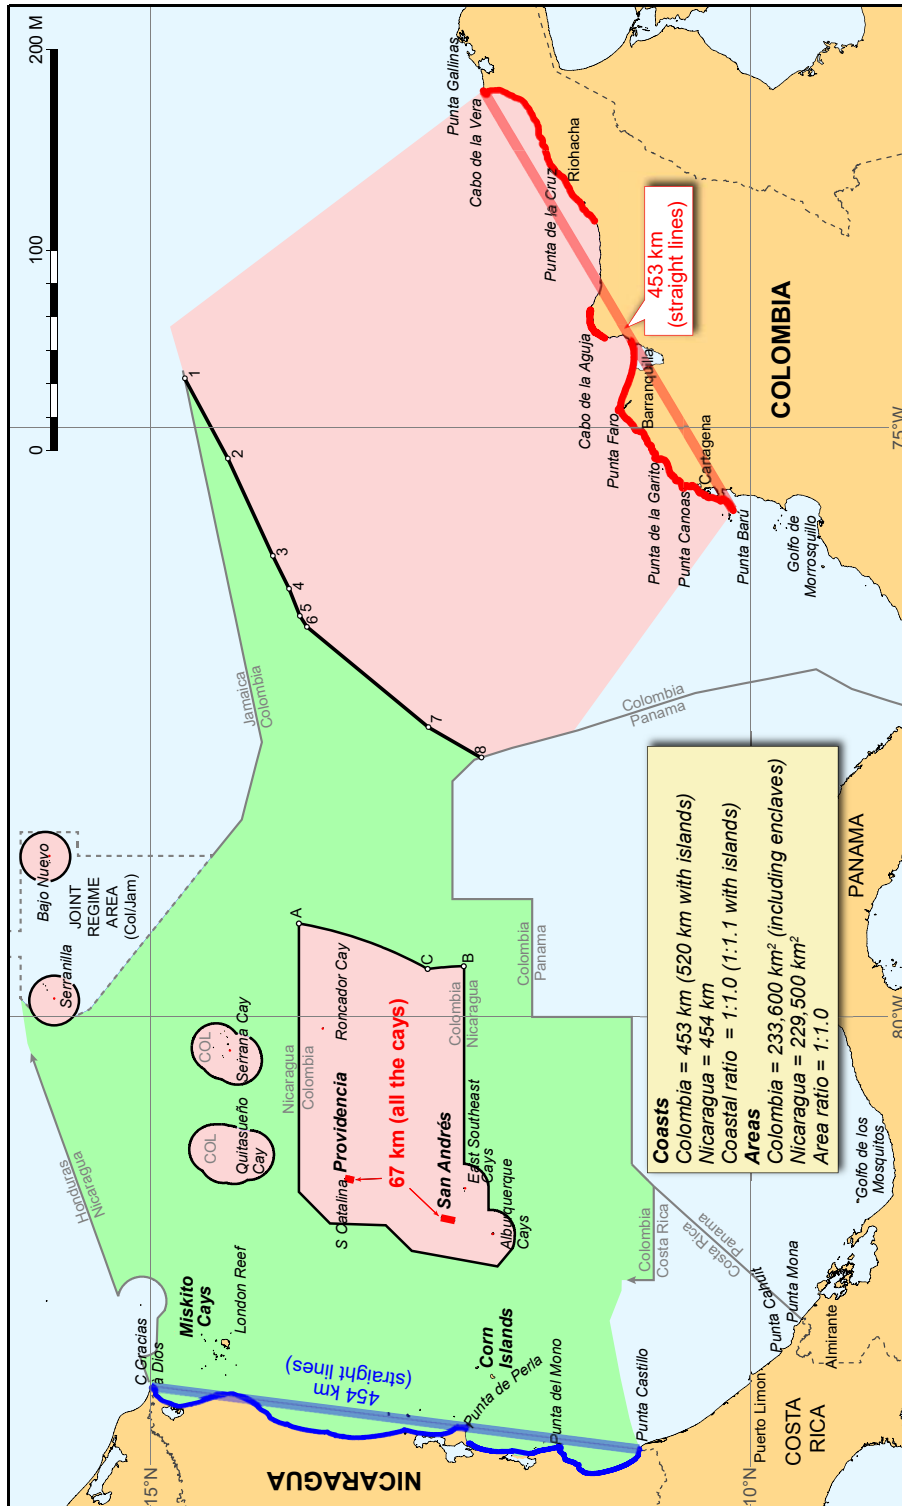 200 M
100
0
Punta Gallinas
Cabo de la Vera
Riohacha
Punta de la Cruz
453 km
(straight lines)
Cabo de la Aguja
Barranquilla
Punta Faro
Punta de la Garito
Cartagena
Punta Canoas
Punta Barú
Golfo de
Morrosquillo
COLOMBIA
75°W
1
2
3
4
5
6
7
8
Jamaica
Colombia
Colombia
Panama
Bajo Nuevo
JOINT
REGIME
AREA
(Col/Jam)
Serranilla
A
C
B
COL
Serrana Cay
COL
Quitasueño
Cay
Nicaragua
Colombia
Roncador Cay
Colombia
Nicaragua
Colombia
Panama
S Catalina
Providencia
67 km (all the cays)
San Andrés
East Southeast
Cays
Alburquerque
Cays
80°W
Honduras
Nicaragua
Colombia
Costa Rica
Costa Rica
Panama
C Gracias
à Dios
Miskito
Cays
London Reef
Corn
Islands
454 km
(straight lines)
Punta de Perla
Punta del Mono
Punta Castillo
15°N
10°N
NICARAGUA
Puerto Limon
COSTA
RICA
Punta Cahuit
Punta Mona
Almirante
Golfo de los
Mosquitos
PANAMA
Coasts
Colombia = 453 km (520 km with islands)
Nicaragua = 454 km
Coastal ratio = 1:1.0 (1:1.1 with islands)
Areas
Colombia = 233,600 km² (including enclaves)
Nicaragua = 229,500 km²
Area ratio = 1:1.0